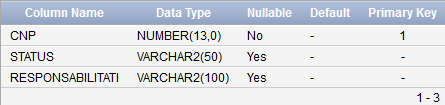 Column Name Data Type Nullable Default Primary Key
CNP NUMBER(13,0) No - 1
STATUS VARCHAR2(50) Yes - -
RESPONSABILITATI VARCHAR2(100) Yes - -
1 - 3